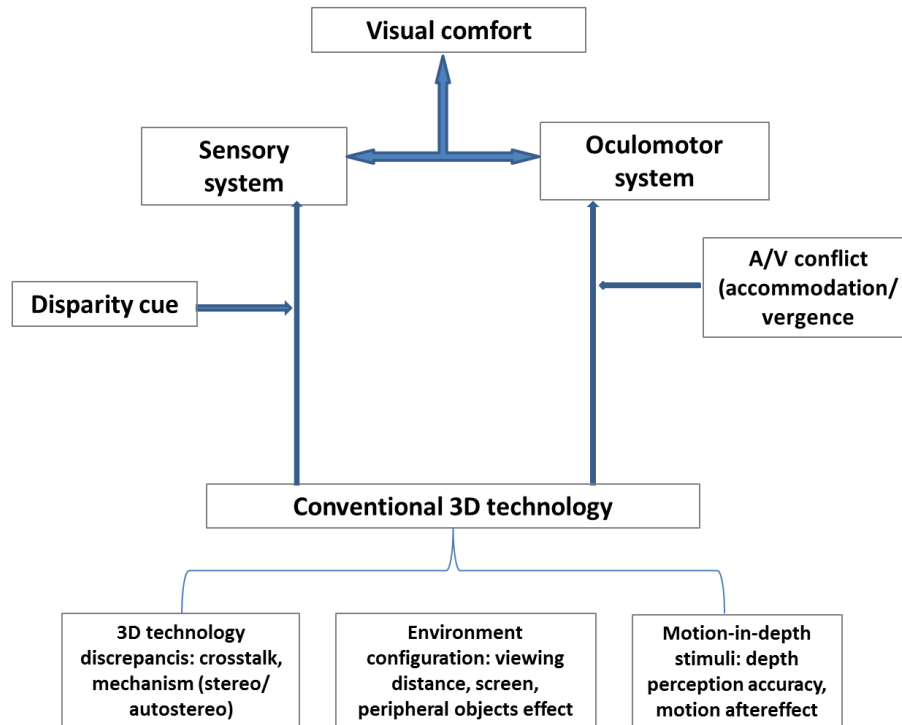 Visual comfort
Sensory
system
Oculomotor
system
Disparity cue
A/V conflict
(accommodation/
vergence
Conventional 3D technology
3D technology
discrepancis: crosstalk,
mechanism (stereo/
autostereo)
Environment
configuration: viewing
distance, screen,
peripheral objects effect
Motion-in-depth
stimuli: depth
perception accuracy,
motion aftereffect